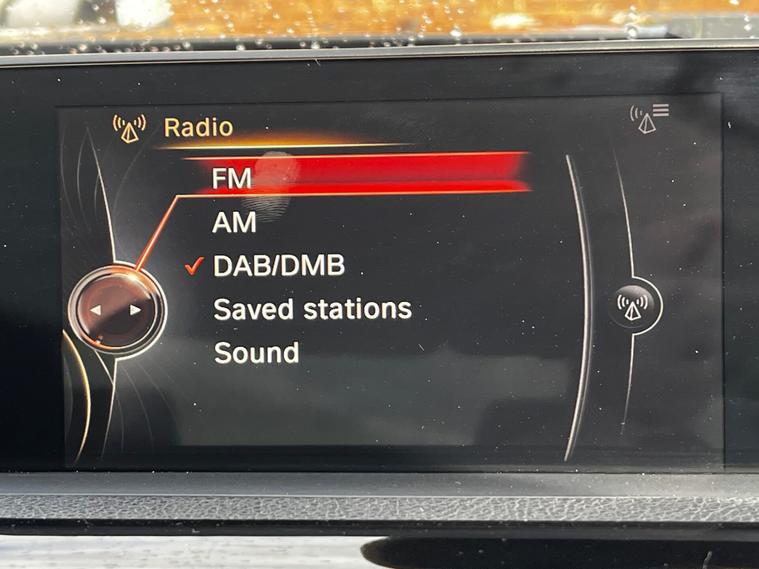 Radio
FM
AM
DAB/DMB
Saved stations
Sound